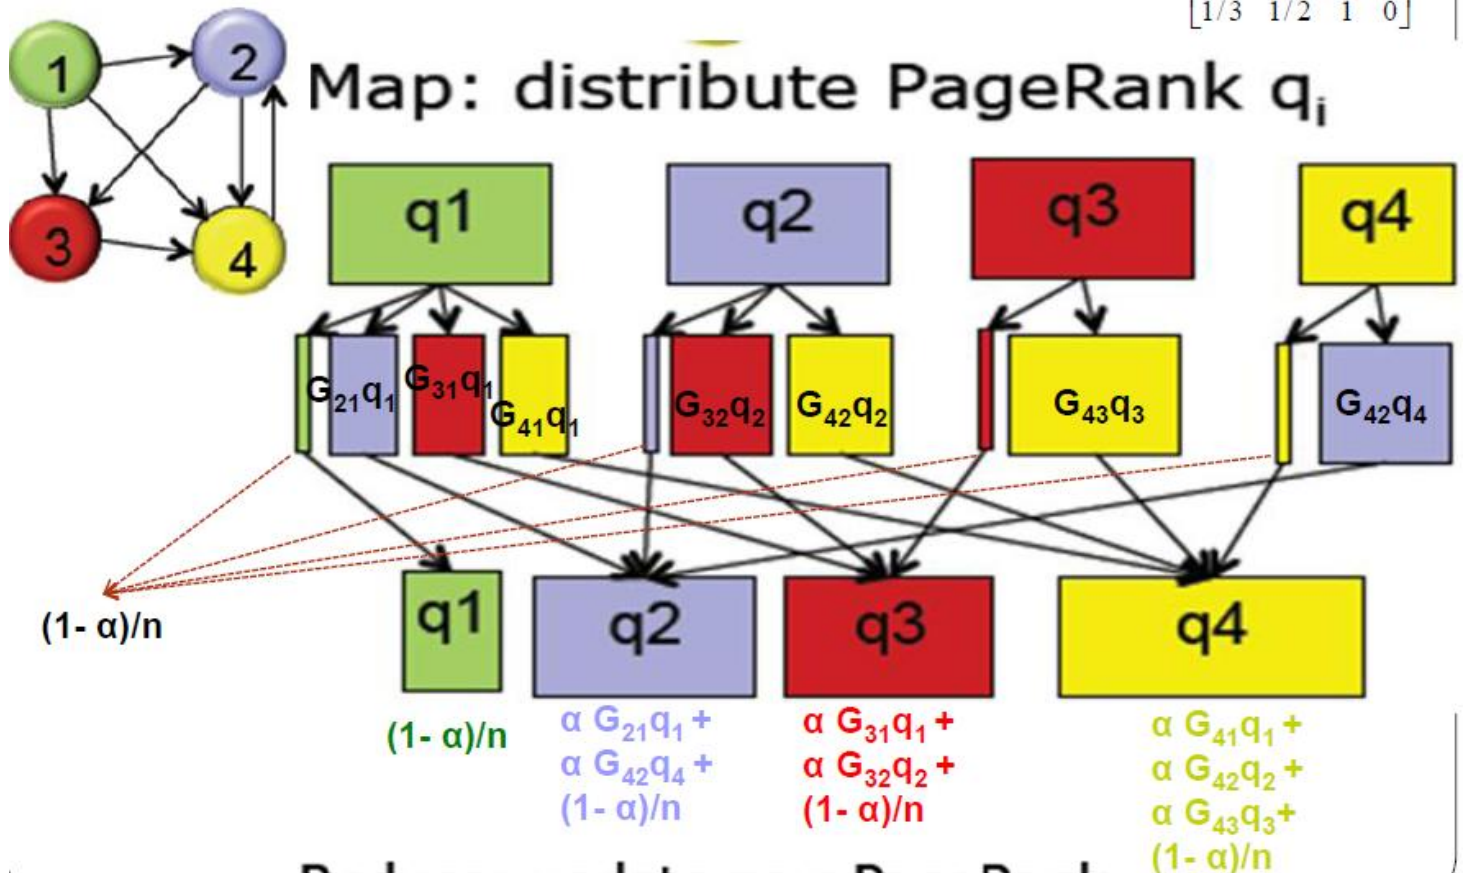 [1/3 1/2 1 0]
1
2
3
4
Map: distribute PageRank qᵢ
q1 q2 q3 q4
G₂₁q₁ G₃₁q₁ G₄₁q₁ G₃₂q₂ G₄₂q₂ G₄₃q₃ G₄₂q₄
(1- α)/n
q1 q2 q3 q4
(1- α)/n
α G₂₁q₁ +
α G₄₂q₄ +
(1- α)/n
α G₃₁q₁ +
α G₃₂q₂ +
(1- α)/n
α G₄₁q₁ +
α G₄₂q₂ +
α G₄₃q₃+
(1- α)/n